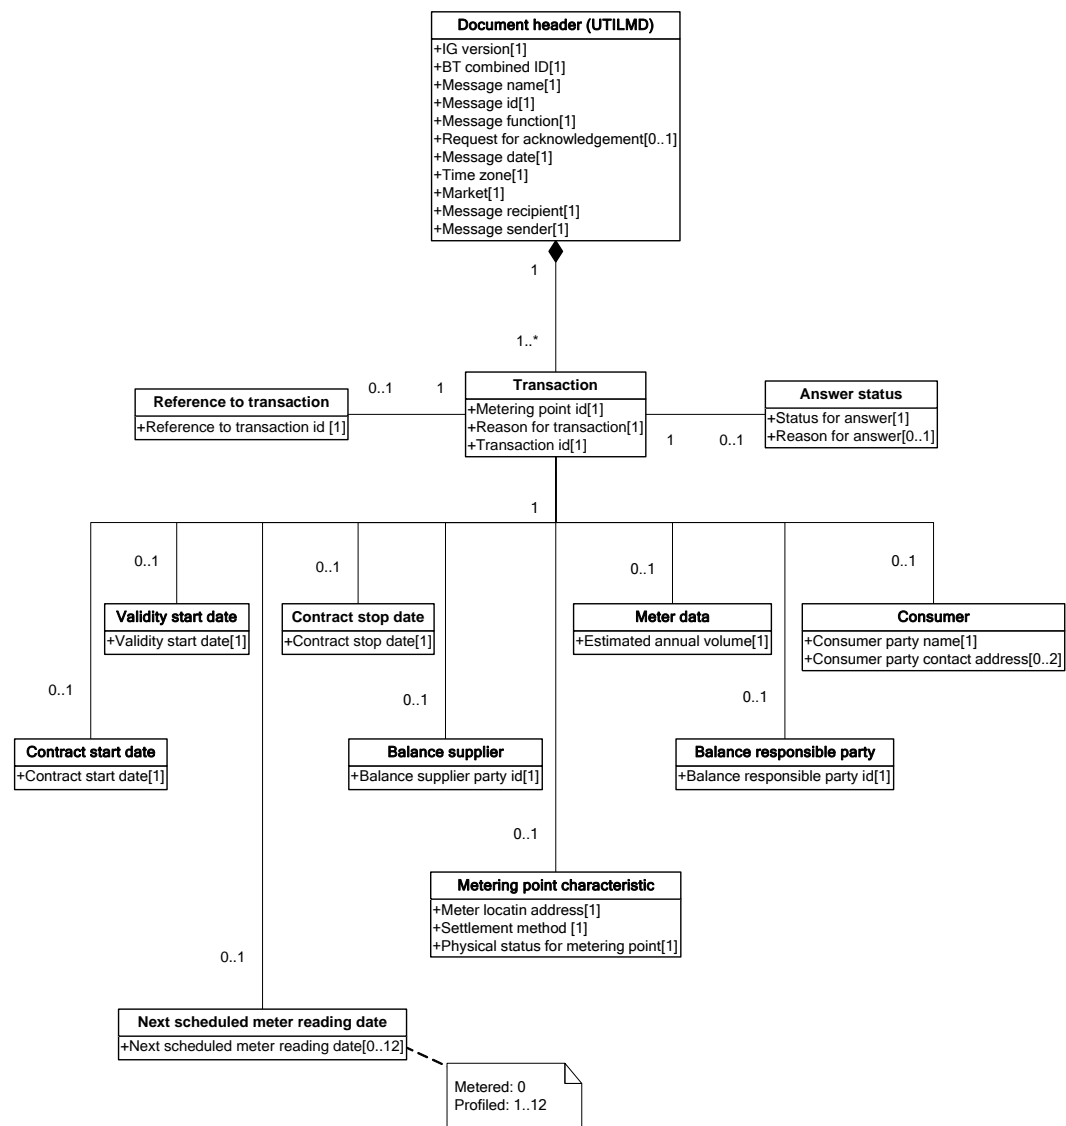 Document header (UTILMD)
+IG version[1]
+BT combined ID[1]
+Message name[1]
+Message id[1]
+Message function[1]
+Request for acknowledgement[0..1]
+Message date[1]
+Time zone[1]
+Market[1]
+Message recipient[1]
+Message sender[1]
1
1..*
Reference to transaction
+Reference to transaction id [1]
0..1
1
Transaction
+Metering point id[1]
+Reason for transaction[1]
+Transaction id[1]
1
0..1
Answer status
+Status for answer[1]
+Reason for answer[0..1]
1
0..1
Validity start date
+Validity start date[1]
0..1
Contract stop date
+Contract stop date[1]
0..1
Meter data
+Estimated annual volume[1]
0..1
Consumer
+Consumer party name[1]
+Consumer party contact address[0..2]
0..1
Contract start date
+Contract start date[1]
0..1
Balance supplier
+Balance supplier party id[1]
0..1
Balance responsible party
+Balance responsible party id[1]
0..1
Metering point characteristic
+Meter locatin address[1]
+Settlement method [1]
+Physical status for metering point[1]
0..1
Next scheduled meter reading date
+Next scheduled meter reading date[0..12]
Metered: 0
Profiled: 1..12